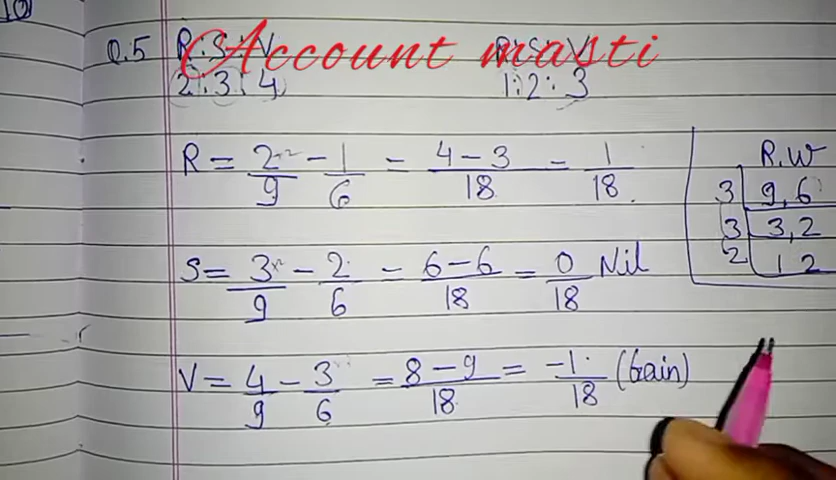 10
Q.5 R:S:V R:S:V
Account masti
2:3:4 1:2:3
R = 2/9 - 1/6 = 4-3/18 = 1/18.
S = 3/9 - 2/6 = 6-6/18 = 0/18 Nil
V = 4/9 - 3/6 = 8-9/18 = -1/18 (Gain)
R.W
3 9,6
3 3,2
2 1 2